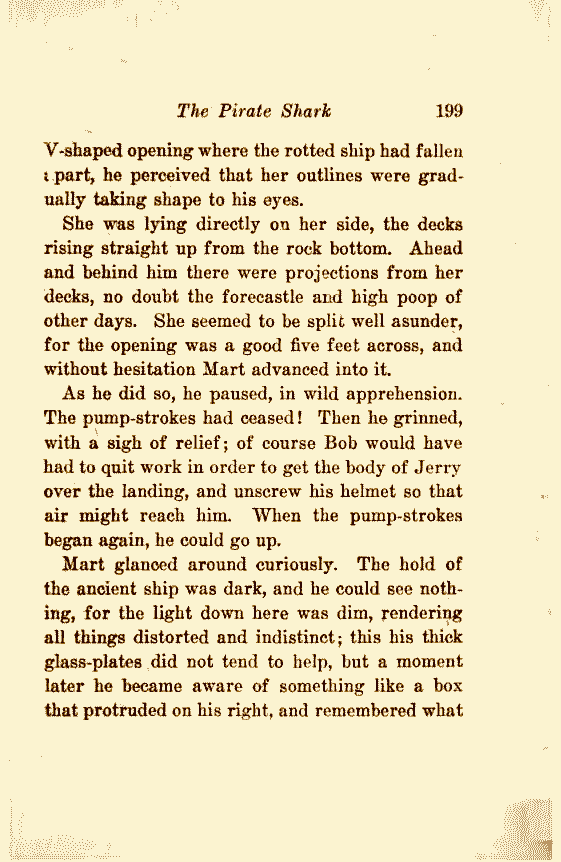 The Pirate Shark 199
V-shaped opening where the rotted ship had fallen
apart, he perceived that her outlines were grad-
ually taking shape to his eyes.
She was lying directly on her side, the decks
rising straight up from the rock bottom. Ahead
and behind him there were projections from her
decks, no doubt the forecastle and high poop of
other days. She seemed to be split well asunder,
for the opening was a good five feet across, and
without hesitation Mart advanced into it.
As he did so, he paused, in wild apprehension.
The pump-strokes had ceased! Then he grinned,
with a sigh of relief; of course Bob would have
had to quit work in order to get the body of Jerry
over the landing, and unscrew his helmet so that
air might reach him. When the pump-strokes
began again, he could go up.
Mart glanced around curiously. The hold of
the ancient ship was dark, and he could see noth-
ing, for the light down here was dim, rendering
all things distorted and indistinct; this his thick
glass-plates did not tend to help, but a moment
later he became aware of something like a box
that protruded on his right, and remembered what